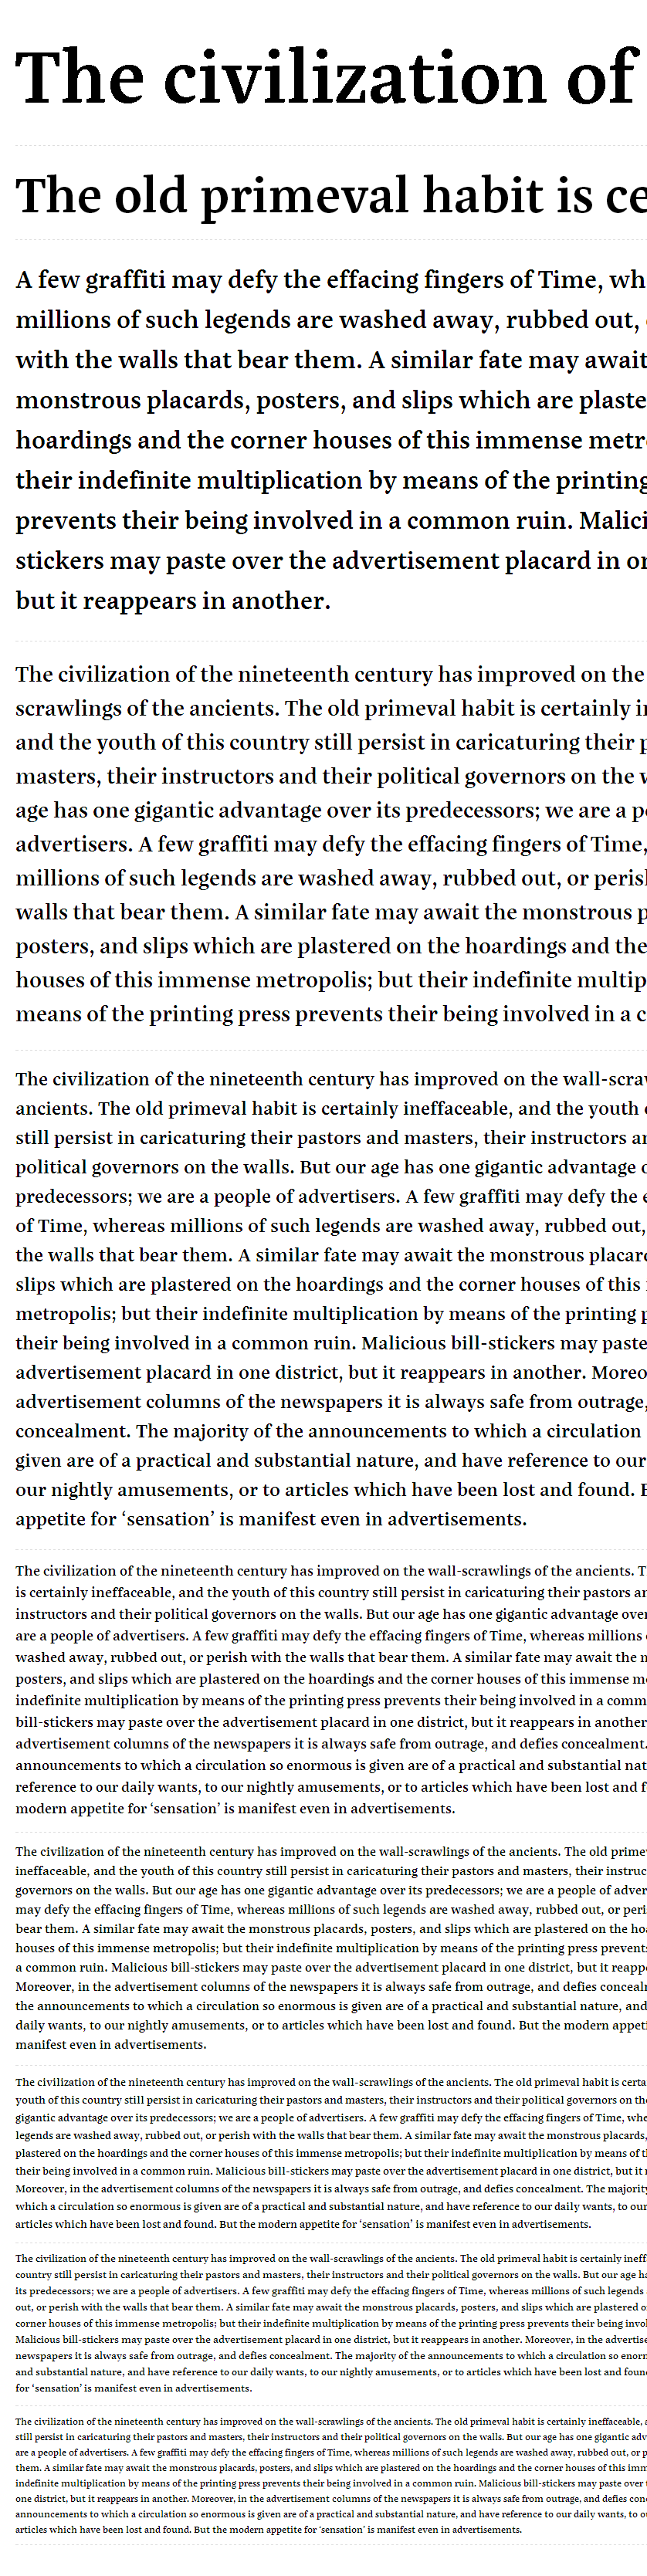 The civilization of
The old primeval habit is ce
A few graffiti may defy the effacing fingers of Time, wh
millions of such legends are washed away, rubbed out,
with the walls that bear them. A similar fate may await
monstrous placards, posters, and slips which are plaste
hoardings and the corner houses of this immense metr
their indefinite multiplication by means of the printing
prevents their being involved in a common ruin. Malici
stickers may paste over the advertisement placard in or
but it reappears in another.
The civilization of the nineteenth century has improved on the
scrawlings of the ancients. The old primeval habit is certainly i
and the youth of this country still persist in caricaturing their p
masters, their instructors and their political governors on the w
age has one gigantic advantage over its predecessors; we are a p
advertisers. A few graffiti may defy the effacing fingers of Time,
millions of such legends are washed away, rubbed out, or peris
walls that bear them. A similar fate may await the monstrous p
posters, and slips which are plastered on the hoardings and the
houses of this immense metropolis; but their indefinite multip
means of the printing press prevents their being involved in a c
The civilization of the nineteenth century has improved on the wall-scra
ancients. The old primeval habit is certainly ineffaceable, and the youth
still persist in caricaturing their pastors and masters, their instructors a
political governors on the walls. But our age has one gigantic advantage
predecessors; we are a people of advertisers. A few graffiti may defy the
of Time, whereas millions of such legends are washed away, rubbed out,
the walls that bear them. A similar fate may await the monstrous placar
slips which are plastered on the hoardings and the corner houses of this
metropolis; but their indefinite multiplication by means of the printing p
their being involved in a common ruin. Malicious bill-stickers may paste
advertisement placard in one district, but it reappears in another. Moreo
advertisement columns of the newspapers it is always safe from outrage,
concealment. The majority of the announcements to which a circulation
given are of a practical and substantial nature, and have reference to our
our nightly amusements, or to articles which have been lost and found. B
appetite for ‘sensation’ is manifest even in advertisements.
The civilization of the nineteenth century has improved on the wall-scrawlings of the ancients. T
is certainly ineffaceable, and the youth of this country still persist in caricaturing their pastors an
instructors and their political governors on the walls. But our age has one gigantic advantage over
are a people of advertisers. A few graffiti may defy the effacing fingers of Time, whereas millions
washed away, rubbed out, or perish with the walls that bear them. A similar fate may await the m
posters, and slips which are plastered on the hoardings and the corner houses of this immense m
indefinite multiplication by means of the printing press prevents their being involved in a comm
bill-stickers may paste over the advertisement placard in one district, but it reappears in another
advertisement columns of the newspapers it is always safe from outrage, and defies concealment.
announcements to which a circulation so enormous is given are of a practical and substantial nat
reference to our daily wants, to our nightly amusements, or to articles which have been lost and f
modern appetite for ‘sensation’ is manifest even in advertisements.
The civilization of the nineteenth century has improved on the wall-scrawlings of the ancients. The old prime
ineffaceable, and the youth of this country still persist in caricaturing their pastors and masters, their instruc
governors on the walls. But our age has one gigantic advantage over its predecessors; we are a people of adver
may defy the effacing fingers of Time, whereas millions of such legends are washed away, rubbed out, or peri
bear them. A similar fate may await the monstrous placards, posters, and slips which are plastered on the hoa
houses of this immense metropolis; but their indefinite multiplication by means of the printing press prevent
a common ruin. Malicious bill-stickers may paste over the advertisement placard in one district, but it reapp
Moreover, in the advertisement columns of the newspapers it is always safe from outrage, and defies conceal
the announcements to which a circulation so enormous is given are of a practical and substantial nature, and
daily wants, to our nightly amusements, or to articles which have been lost and found. But the modern appeti
manifest even in advertisements.
The civilization of the nineteenth century has improved on the wall-scrawlings of the ancients. The old primeval habit is certa
youth of this country still persist in caricaturing their pastors and masters, their instructors and their political governors on th
gigantic advantage over its predecessors; we are a people of advertisers. A few graffiti may defy the effacing fingers of Time, whe
legends are washed away, rubbed out, or perish with the walls that bear them. A similar fate may await the monstrous placards,
plastered on the hoardings and the corner houses of this immense metropolis; but their indefinite multiplication by means of t
their being involved in a common ruin. Malicious bill-stickers may paste over the advertisement placard in one district, but it
Moreover, in the advertisement columns of the newspapers it is always safe from outrage, and defies concealment. The majorit
which a circulation so enormous is given are of a practical and substantial nature, and have reference to our daily wants, to our
articles which have been lost and found. But the modern appetite for ‘sensation’ is manifest even in advertisements.
The civilization of the nineteenth century has improved on the wall-scrawlings of the ancients. The old primeval habit is certainly ineff
country still persist in caricaturing their pastors and masters, their instructors and their political governors on the walls. But our age h
its predecessors; we are a people of advertisers. A few graffiti may defy the effacing fingers of Time, whereas millions of such legends
out, or perish with the walls that bear them. A similar fate may await the monstrous placards, posters, and slips which are plastered o
corner houses of this immense metropolis; but their indefinite multiplication by means of the printing press prevents their being invo
Malicious bill-stickers may paste over the advertisement placard in one district, but it reappears in another. Moreover, in the advertise
newspapers it is always safe from outrage, and defies concealment. The majority of the announcements to which a circulation so enorm
and substantial nature, and have reference to our daily wants, to our nightly amusements, or to articles which have been lost and foun
for ‘sensation’ is manifest even in advertisements.
The civilization of the nineteenth century has improved on the wall-scrawlings of the ancients. The old primeval habit is certainly ineffaceable, a
still persist in caricaturing their pastors and masters, their instructors and their political governors on the walls. But our age has one gigantic adv
are a people of advertisers. A few graffiti may defy the effacing fingers of Time, whereas millions of such legends are washed away, rubbed out, or p
them. A similar fate may await the monstrous placards, posters, and slips which are plastered on the hoardings and the corner houses of this imm
indefinite multiplication by means of the printing press prevents their being involved in a common ruin. Malicious bill-stickers may paste over
one district, but it reappears in another. Moreover, in the advertisement columns of the newspapers it is always safe from outrage, and defies conc
announcements to which a circulation so enormous is given are of a practical and substantial nature, and have reference to our daily wants, to o
articles which have been lost and found. But the modern appetite for ‘sensation’ is manifest even in advertisements.